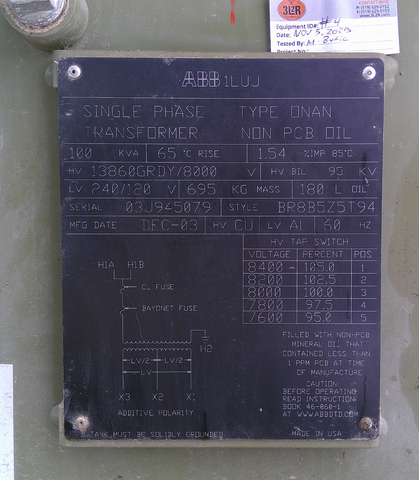 3L2R
CONTACT INFO
Equipment ID#: #4
Date: NOV 5, 2023
Tested By: M.
Project No.:
ABB 1LUJ
SINGLE PHASE TYPE ONAN
TRANSFORMER NON PCB OIL
100 KVA 65 °C RISE 1.54 %IMP 85°C
HV 13860GRDY/8000 V HV BIL 95 KV
LV 240/120 V 695 KG MASS 180 L OIL
SERIAL 03J945079 STYLE BR8B5Z5T94
MFG DATE DEC-03 HV CU LV AL 60 HZ
HV TAP SWITCH
VOLTAGE PERCENT POS
8400 - 105.0 1
8200 102.5 2
8000 100.0 3
7800 97.5 4
7600 95.0 5
H1A H1B
CL FUSE
BAYONET FUSE
H2
LV/2 LV/2
LV
X3 X2 X1
ADDITIVE POLARITY
FILLED WITH NON-PCB
MINERAL OIL THAT
CONTAINED LESS THAN
1 PPM PCB AT TIME
OF MANUFACTURE
CAUTION
BEFORE OPERATING
READ INSTRUCTION
BOOK 46-060-1
AT WWW.ABBDTD.COM
TANK MUST BE SOLIDLY GROUNDED MADE IN USA